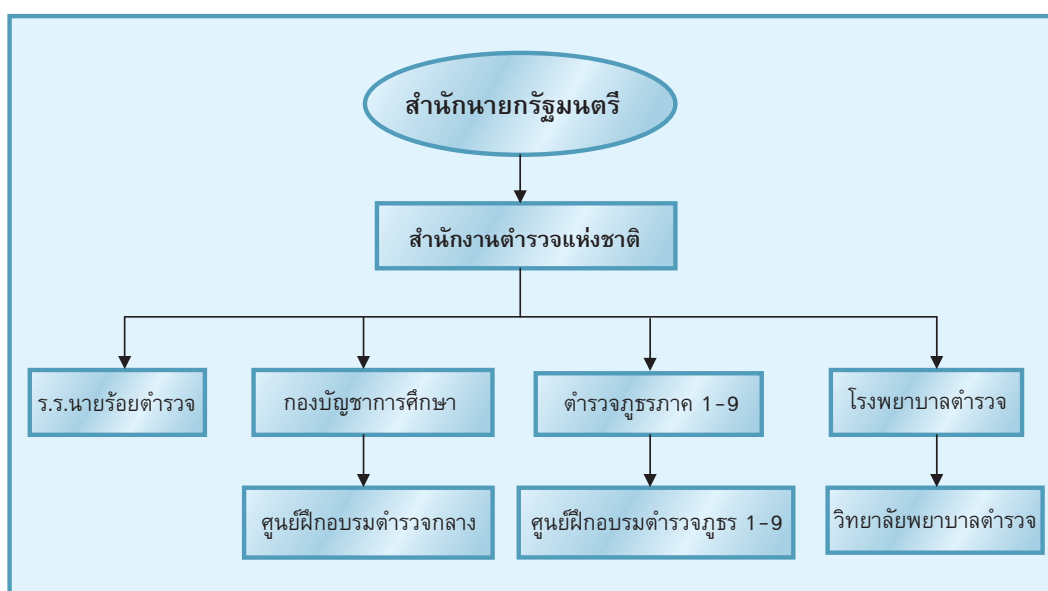 สำนักนายกรัฐมนตรี
สำนักงานตำรวจแห่งชาติ
ร.ร.นายร้อยตำรวจ
กองบัญชาการศึกษา
ตำรวจภูธรภาค 1-9
โรงพยาบาลตำรวจ
ศูนย์ฝึกอบรมตำรวจกลาง
ศูนย์ฝึกอบรมตำรวจภูธร 1-9
วิทยาลัยพยาบาลตำรวจ